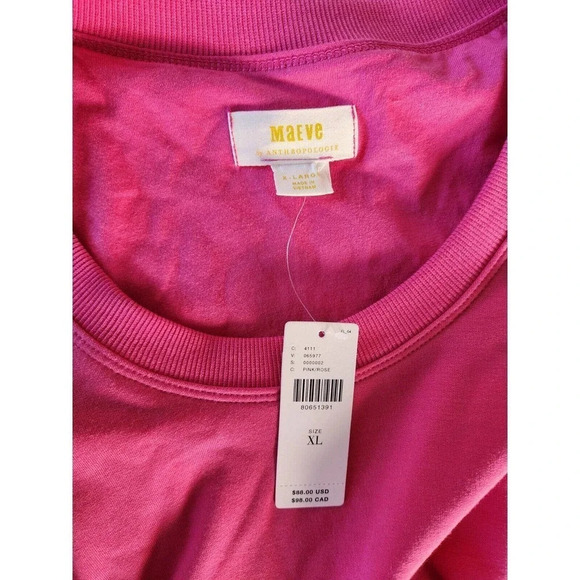 Maeve
by ANTHROPOLOGIE
X-LARGE
MADE IN
VIETNAM
C: 4111
V: 065977
S: 0000002
C: PINK/ROSE
80651391
SIZE
XL
$88.00 USD
$98.00 CAD